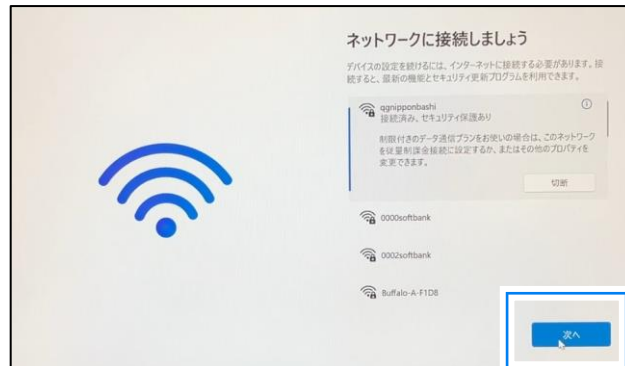 ネットワークに接続しましょう
デバイスの設定を続けるには、インターネットに接続する必要があります。接
続すると、最新の機能とセキュリティ更新プログラムを利用できます。
qgnipponbashi
接続済み、セキュリティ保護あり
制限付きのデータ通信プランをお使いの場合は、このネットワーク
を従量制課金接続に設定するか、またはその他のプロパティを
変更できます。
切断
0000softbank
0002softbank
Buffalo-A-F1D8
次へ